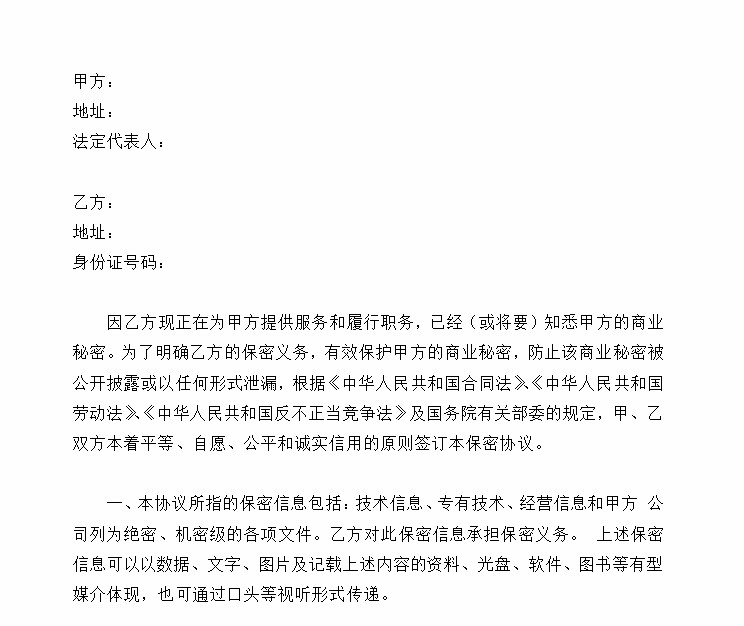 甲方：
地址：
法定代表人：
乙方：
地址：
身份证号码：
因乙方现正在为甲方提供服务和履行职务，已经（或将要）知悉甲方的商业
秘密。为了明确乙方的保密义务，有效保护甲方的商业秘密，防止该商业秘密被
公开披露或以任何形式泄漏，根据《中华人民共和国合同法》、《中华人民共和国
劳动法》、《中华人民共和国反不正当竞争法》及国务院有关部委的规定，甲、乙
双方本着平等、自愿、公平和诚实信用的原则签订本保密协议。
一、本协议所指的保密信息包括：技术信息、专有技术、经营信息和甲方 公
司列为绝密、机密级的各项文件。乙方对此保密信息承担保密义务。 上述保密
信息可以以数据、文字、图片及记载上述内容的资料、光盘、软件、图书等有型
媒介体现，也可通过口头等视听形式传递。